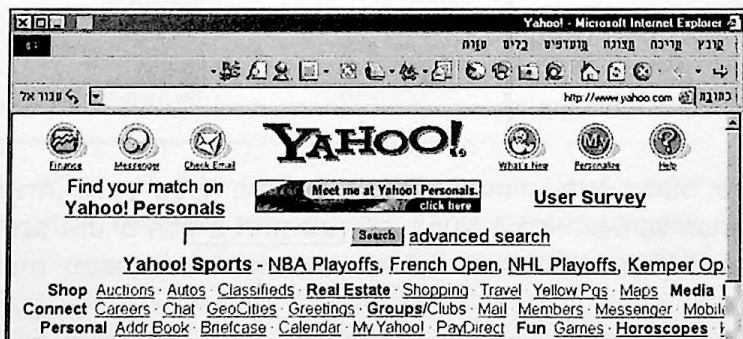 Yahoo! - Microsoft Internet Explorer
קובץ עריכה תצוגה מועדפים כלים עזרה
כתובת http://www.yahoo.com עבור אל
Finance Messenger Check Email YAHOO! What's New Personalize Help
Find your match on
Yahoo! Personals
Meet me at Yahoo! Personals.
click here
User Survey
Search advanced search
Yahoo! Sports - NBA Playoffs, French Open, NHL Playoffs, Kemper Op
Shop Auctions · Autos · Classifieds · Real Estate · Shopping · Travel · Yellow Pgs · Maps Media
Connect Careers · Chat · GeoCities · Greetings · Groups/Clubs · Mail · Members · Messenger · Mobile
Personal Addr Book · Briefcase · Calendar · My Yahoo! · PayDirect Fun Games · Horoscopes ·